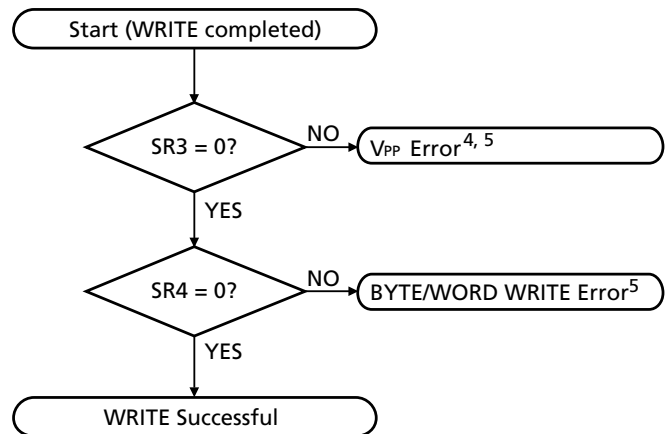 Start (WRITE completed)
SR3 = 0?
NO
VPP Error4, 5
YES
SR4 = 0?
NO
BYTE/WORD WRITE Error5
YES
WRITE Successful